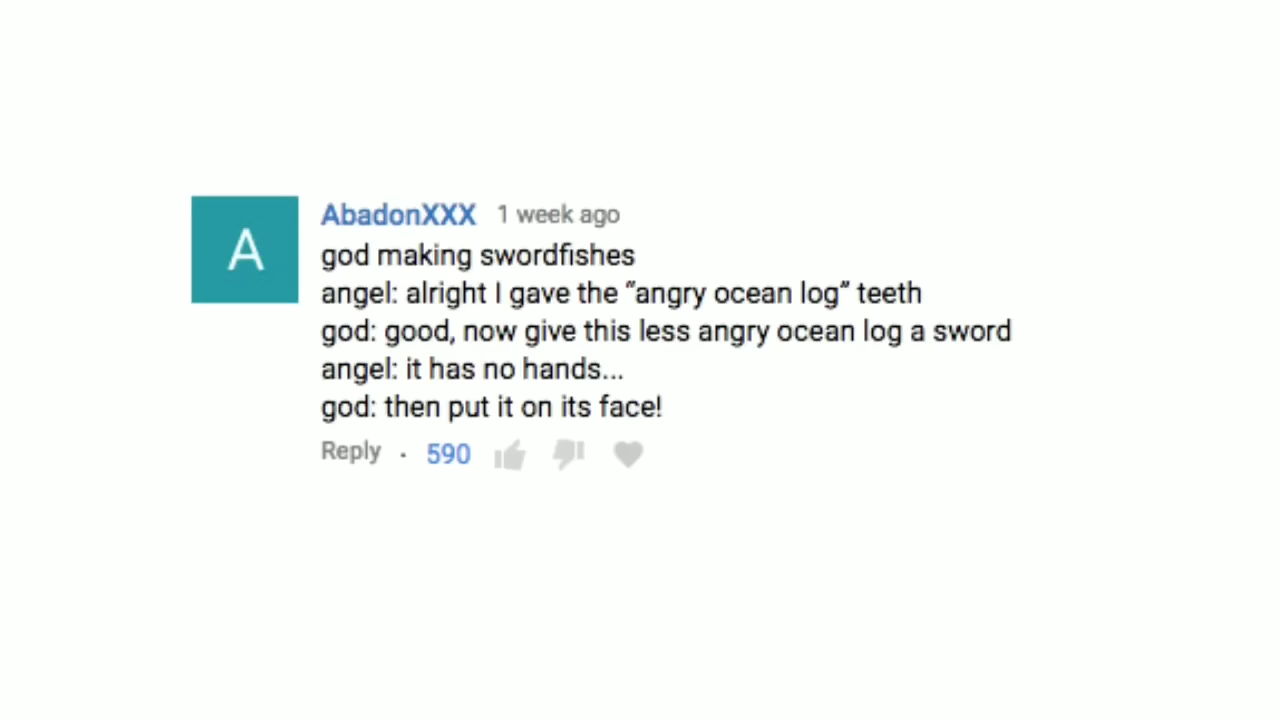 A
AbadonXXX 1 week ago
god making swordfishes
angel: alright I gave the “angry ocean log” teeth
god: good, now give this less angry ocean log a sword
angel: it has no hands...
god: then put it on its face!
Reply · 590